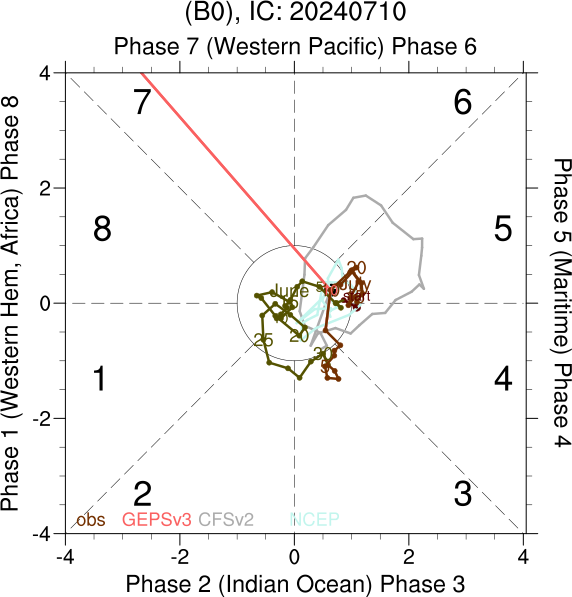 (B0), IC: 20240710
Phase 7 (Western Pacific) Phase 6
Phase 1 (Western Hem, Africa) Phase 8
Phase 5 (Maritime) Phase 4
4
2
0
-2
-4
7
6
8
5
1
4
2
3
20
July
start
June
5
20
25
30
obs
GEPSv3
CFSv2
NCEP
-4
-2
0
2
4
Phase 2 (Indian Ocean) Phase 3